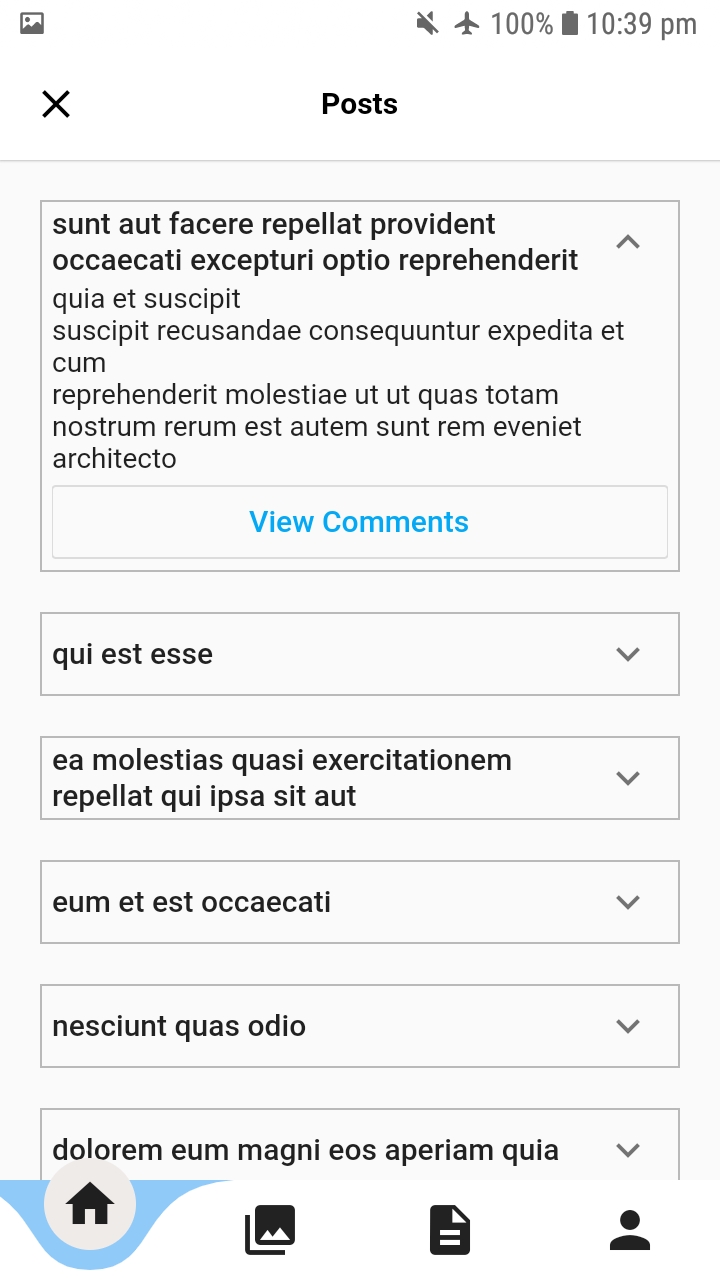 100% 10:39 pm
Posts
sunt aut facere repellat provident
occaecati excepturi optio reprehenderit
quia et suscipit
suscipit recusandae consequuntur expedita et
cum
reprehenderit molestiae ut ut quas totam
nostrum rerum est autem sunt rem eveniet
architecto
View Comments
qui est esse
ea molestias quasi exercitationem
repellat qui ipsa sit aut
eum et est occaecati
nesciunt quas odio
dolorem eum magni eos aperiam quia